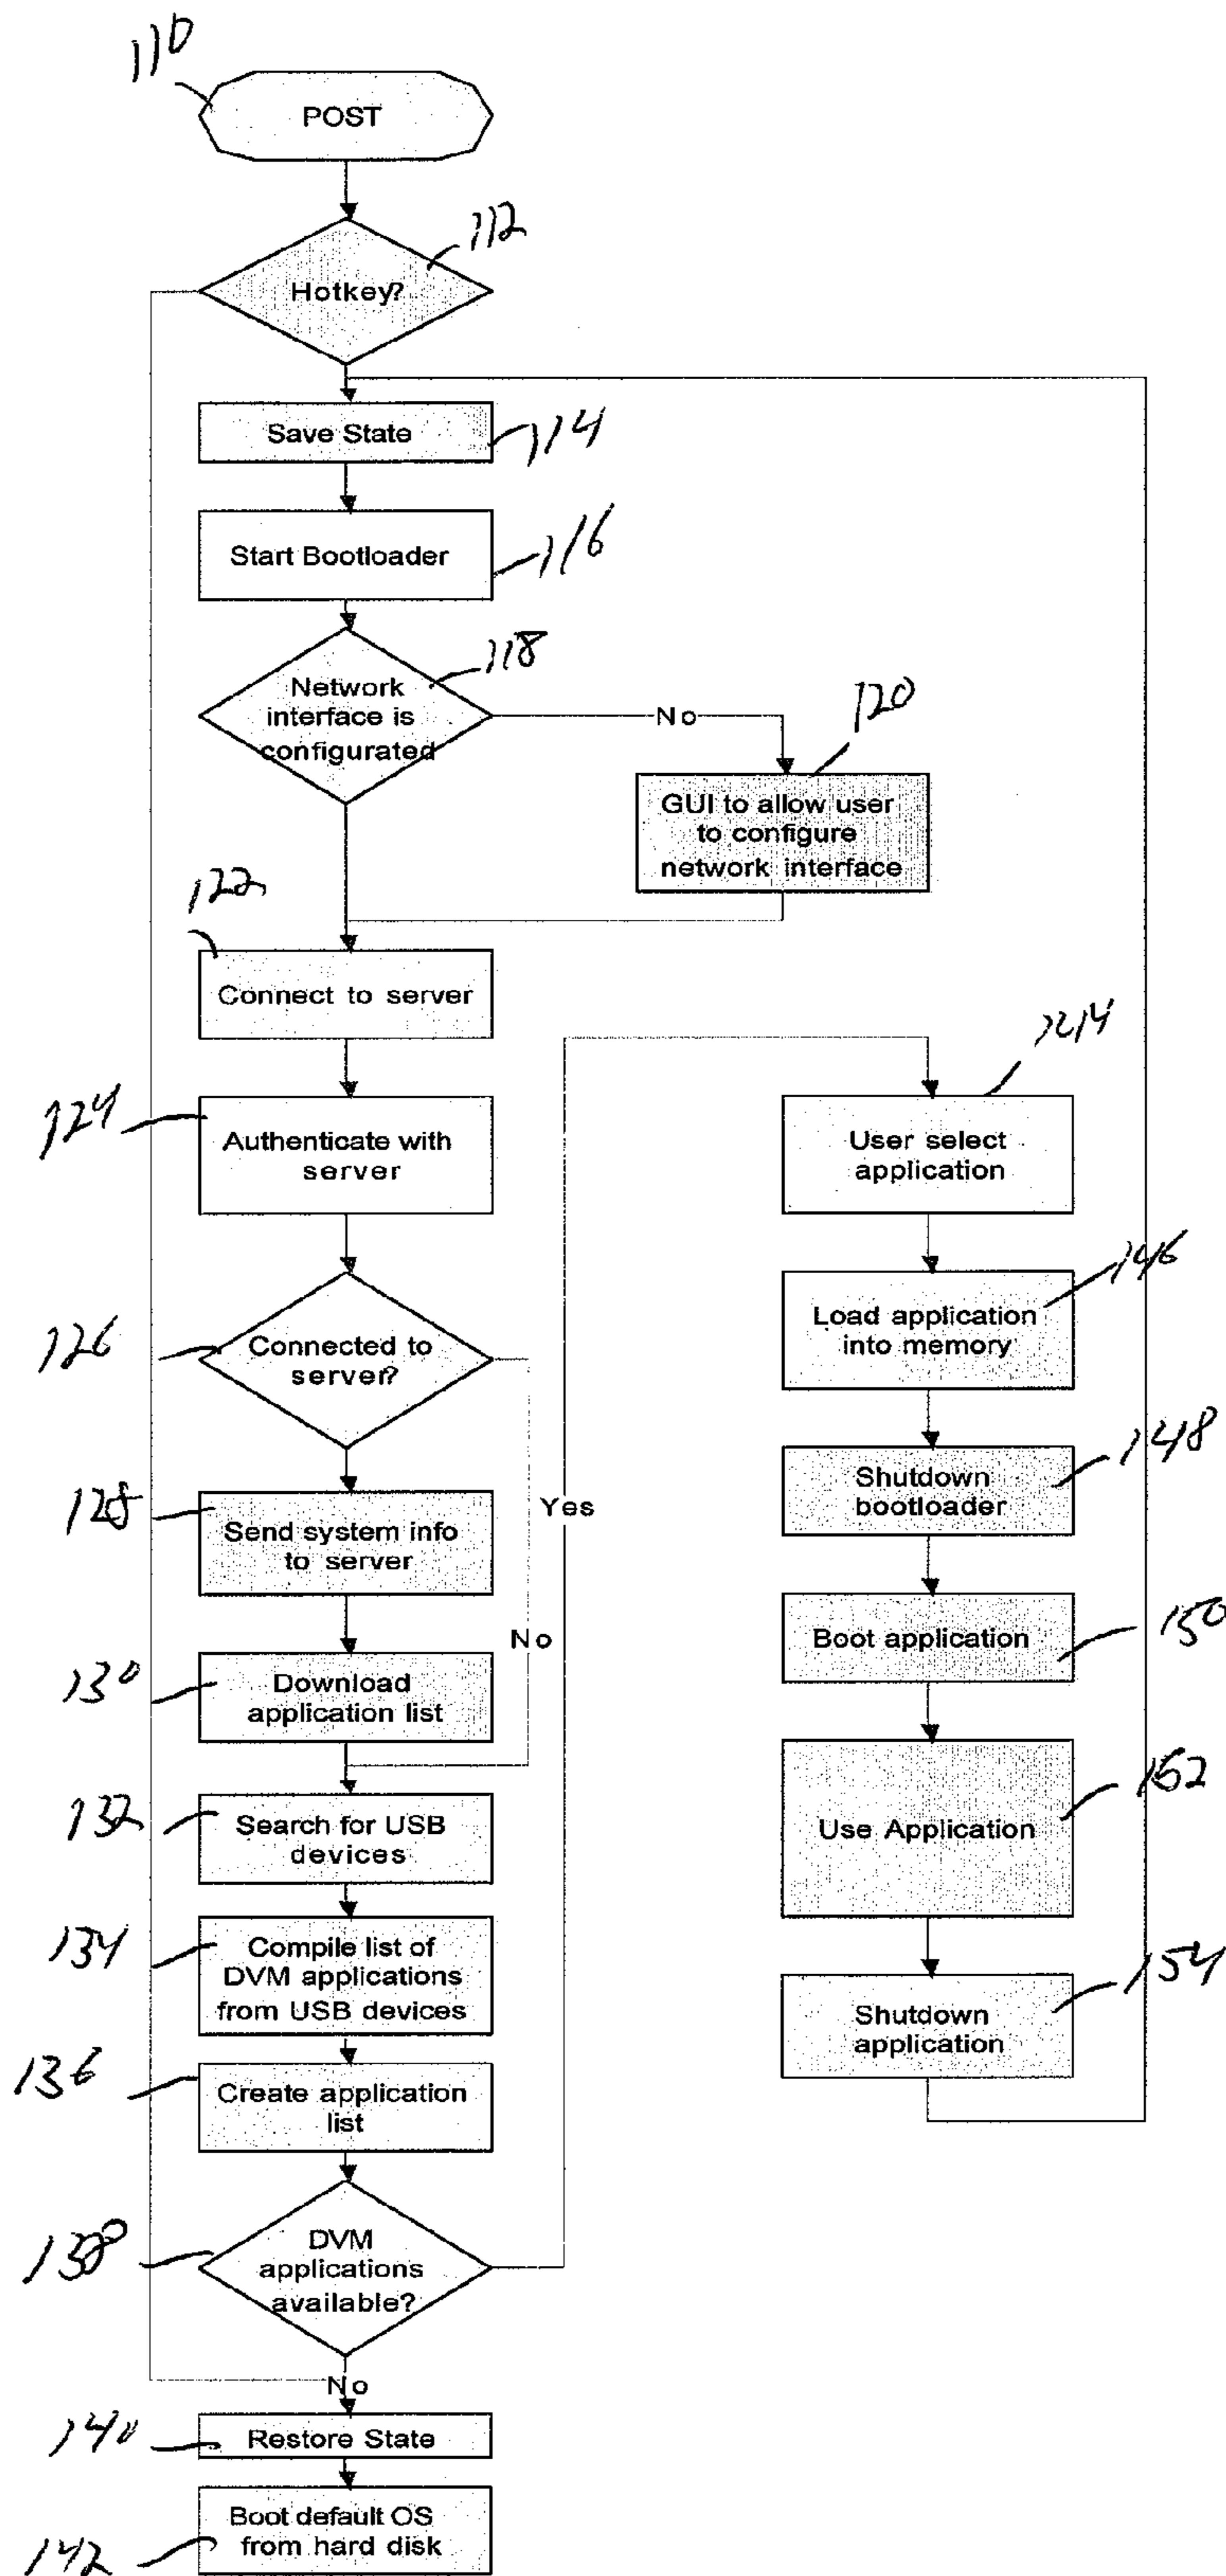 110
POST
112
Hotkey?
Save State
114
Start Bootloader
116
118
Network
interface is
configurated
No
120
GUI to allow user
to configure
network interface
122
Connect to server
124
Authenticate with
server
126
Connected to
server?
No
128
Send system info
to server
130
Download
application list
132
Search for USB
devices
134
Compile list of
DVM applications
from USB devices
136
Create application
list
138
DVM
applications
available?
Yes
No
140
Restore State
142
Boot default OS
from hard disk
User select
application
146
Load application
into memory
148
Shutdown
bootloader
150
Boot application
152
Use Application
154
Shutdown
application